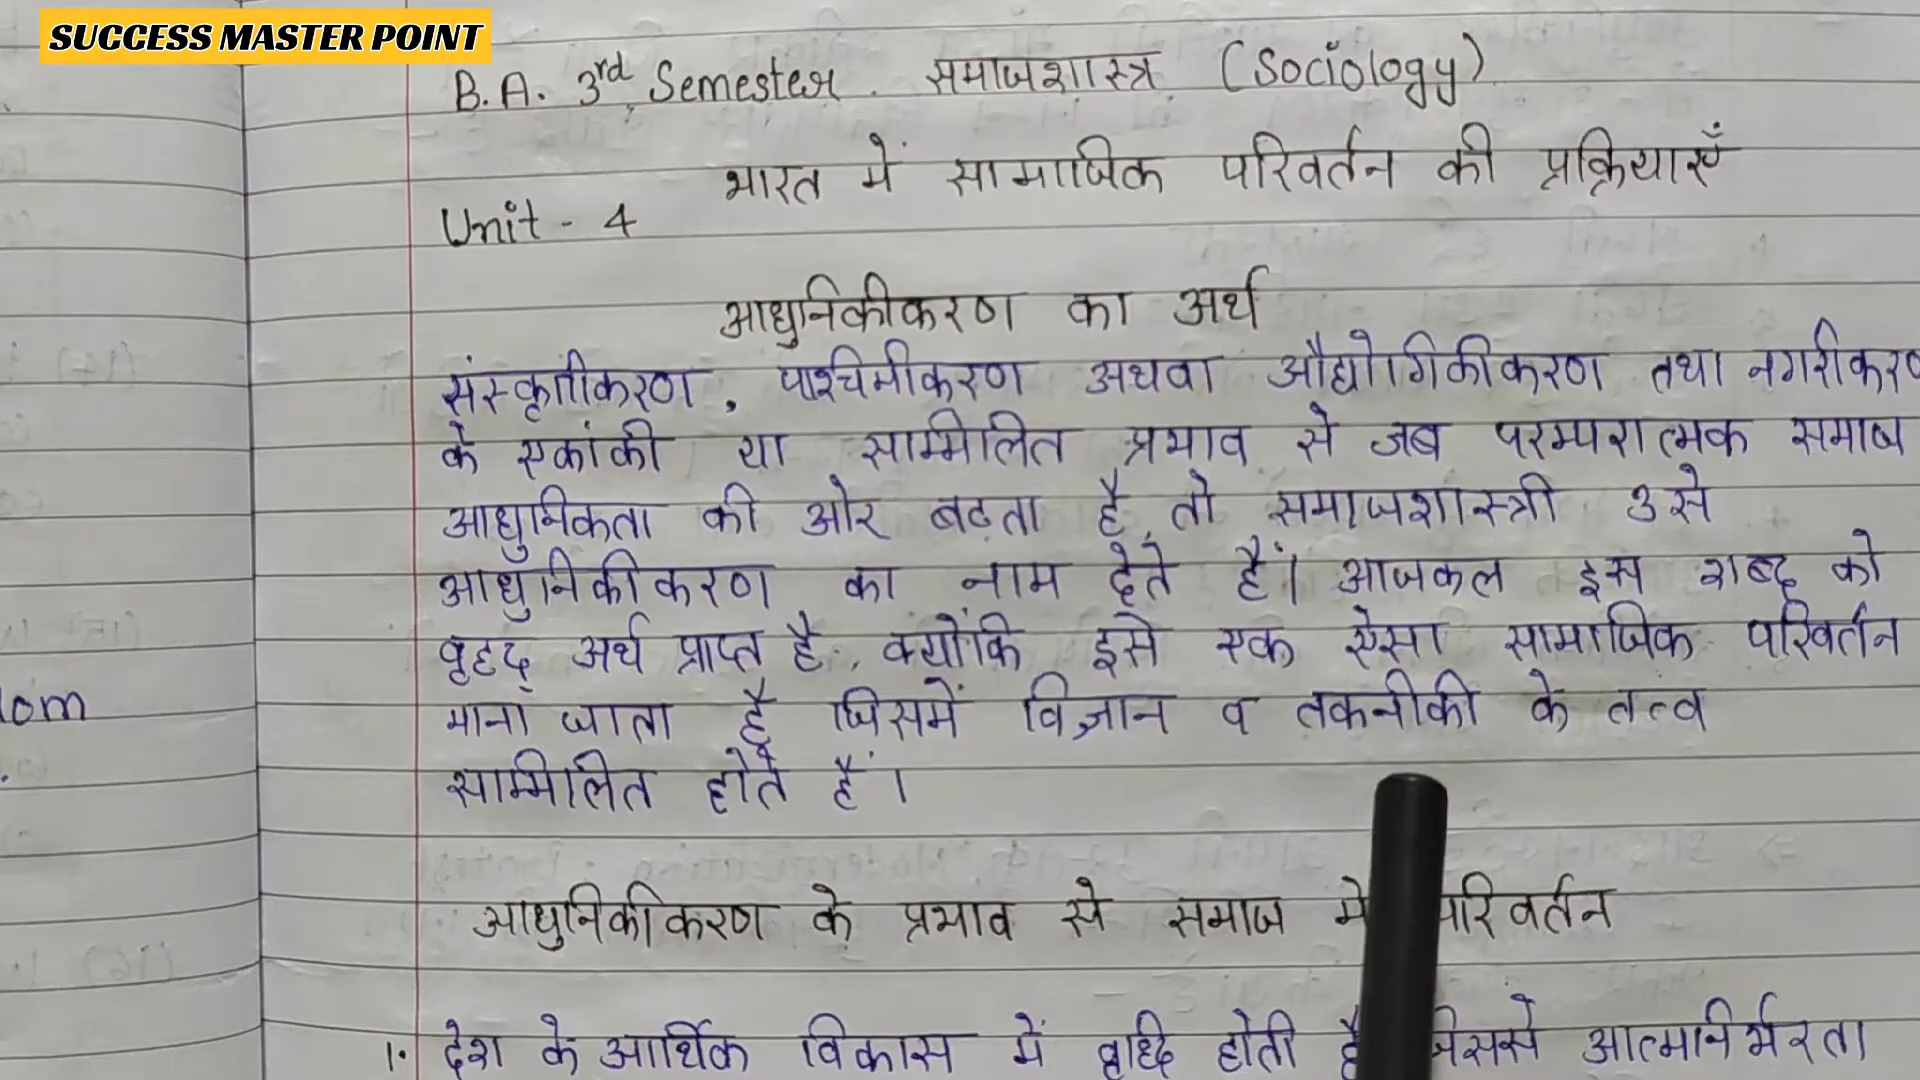 SUCCESS MASTER POINT
B.A. 3rd Semester. समाजशास्त्र (Sociology)
भारत में सामाजिक परिवर्तन की प्रक्रियाएँ
Unit - 4
आधुनिकीकरण का अर्थ
संस्कृतीकरण, पाश्चिमीकरण अथवा औद्योगिकीकरण तथा नगरीकरण
के एकांकी या साम्मिलित प्रभाव से जब परम्परात्मक समाज
आधुनिकता की ओर बढ़ता है, तो समाजशास्त्री उसे
आधुनिकीकरण का नाम देते हैं। आजकल इस शब्द को
वृहद् अर्थ प्राप्त है, क्योंकि इसे एक ऐसा सामाजिक परिवर्तन
माना जाता है जिसमें विज्ञान व तकनीकी के तत्व
साम्मिलित होते हैं।
lom
आधुनिकीकरण के प्रभाव से समाज में परिवर्तन
1. देश के आर्थिक विकास में वृद्धि होती है जिससे आत्मनिर्भरता